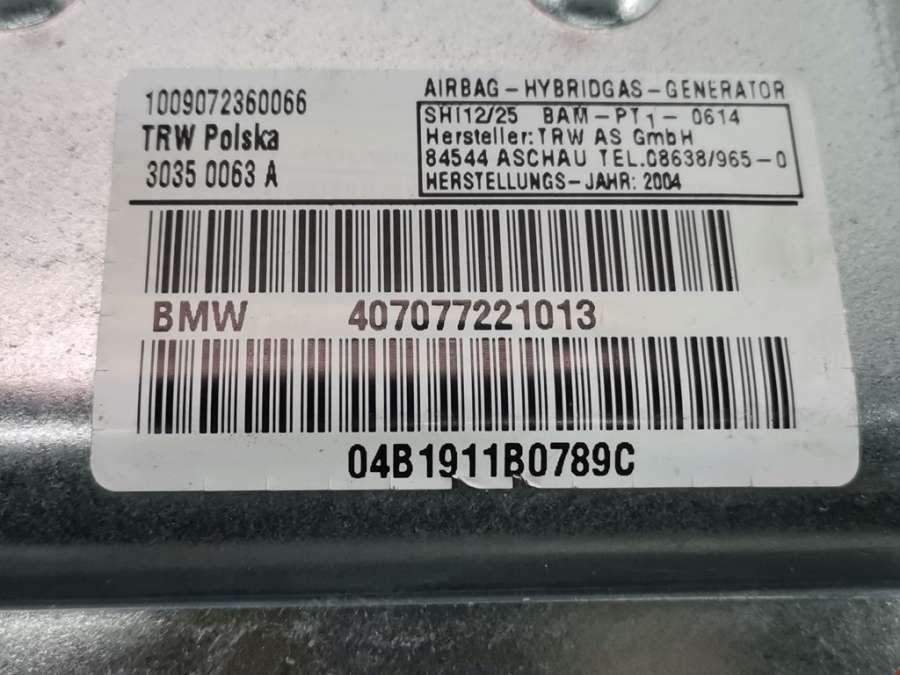 1009072360066
TRW Polska
3035 0063 A
AIRBAG-HYBRIDGAS-GENERATOR
SHI12/25 BAM-PT1-0614
Hersteller: TRW AS GmbH
84544 ASCHAU TEL.08638/965-0
HERSTELLUNGS-JAHR: 2004
BMW 407077221013
04B1911B0789C